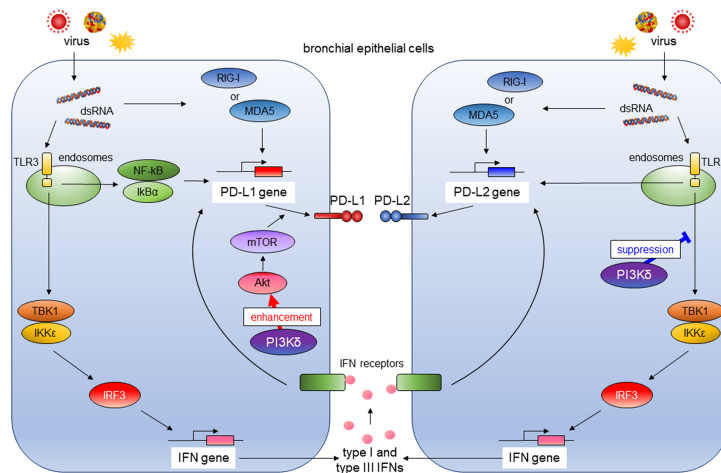 virus
bronchial epithelial cells
virus
RIG-I
or
MDA5
dsRNA
TLR3
endosomes
NF-kB
IkBα
PD-L1 gene
PD-L1
mTOR
Akt
enhancement
PI3Kδ
TBK1
IKKε
IRF3
IFN gene
IFN receptors
type I and
type III IFNs
RIG-I
or
MDA5
dsRNA
endosomes
TLR
PD-L2
PD-L2 gene
suppression
PI3Kδ
TBK1
IKKε
IRF3
IFN gene